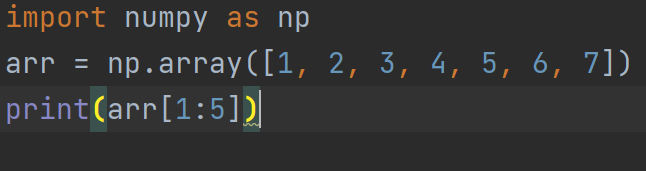 import numpy as np
arr = np.array([1, 2, 3, 4, 5, 6, 7])
print(arr[1:5])